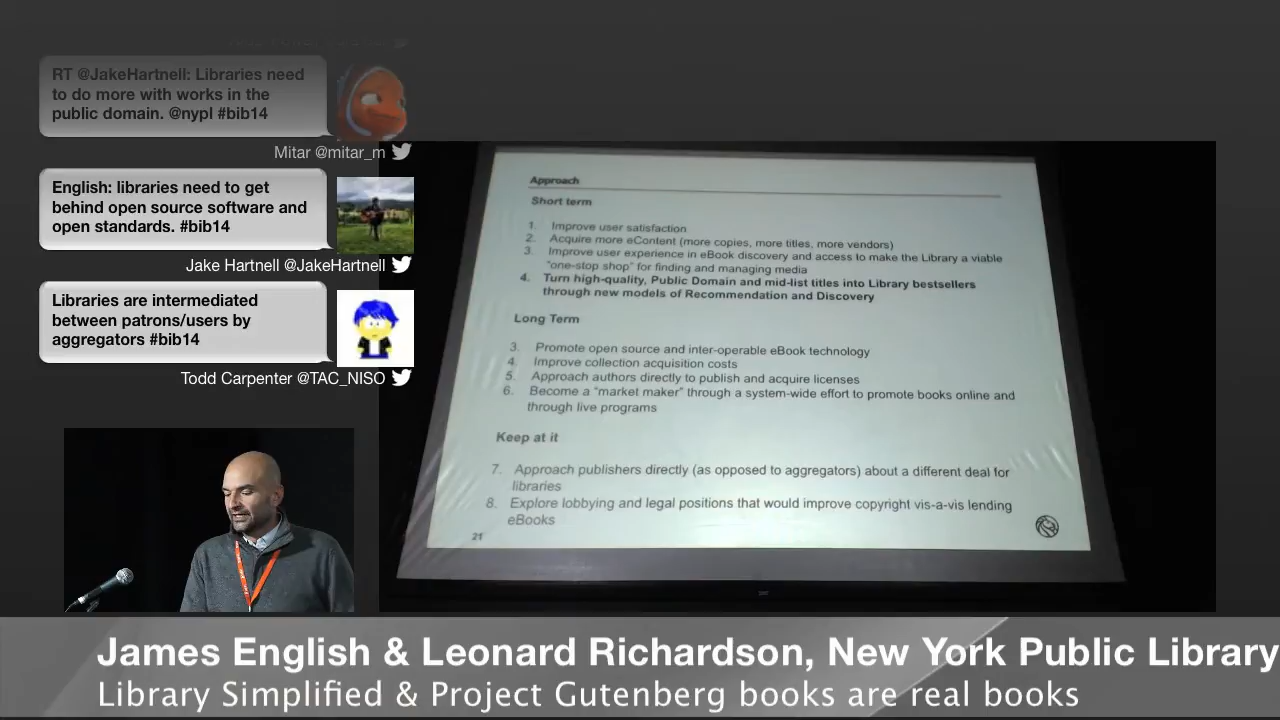 RT @JakeHartnell: Libraries need
to do more with works in the
public domain. @nypl #bib14
Mitar @mitar_m
English: libraries need to get
behind open source software and
open standards. #bib14
Jake Hartnell @JakeHartnell
Libraries are intermediated
between patrons/users by
aggregators #bib14
Todd Carpenter @TAC_NISO
Approach
Short term
1. Improve user satisfaction
2. Acquire more eContent (more copies, more titles, more vendors)
3. Improve user experience in eBook discovery and access to make the Library a viable
"one-stop shop" for finding and managing media
4. Turn high-quality, Public Domain and mid-list titles into Library bestsellers
through new models of Recommendation and Discovery
Long Term
3. Promote open source and inter-operable eBook technology
4. Improve collection acquisition costs
5. Approach authors directly to publish and acquire licenses
6. Become a "market maker" through a system-wide effort to promote books online and
through live programs
Keep at it
7. Approach publishers directly (as opposed to aggregators) about a different deal for
libraries
8. Explore lobbying and legal positions that would improve copyright vis-a-vis lending
eBooks
21
James English & Leonard Richardson, New York Public Library
Library Simplified & Project Gutenberg books are real books